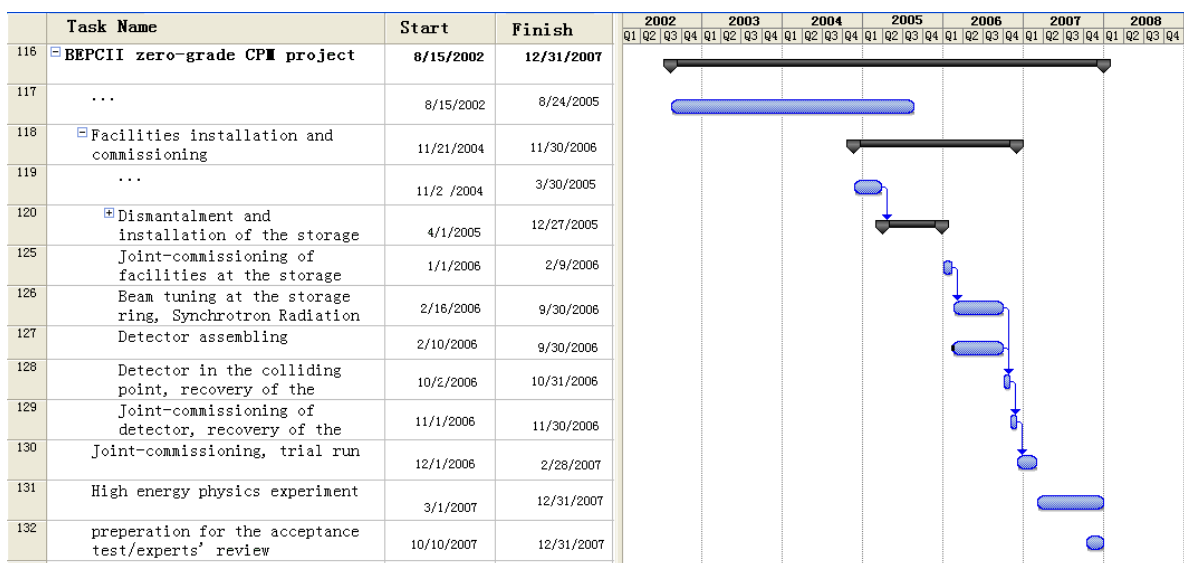 Task Name Start Finish 2002 2003 2004 2005 2006 2007 2008
Q1 Q2 Q3 Q4 Q1 Q2 Q3 Q4 Q1 Q2 Q3 Q4 Q1 Q2 Q3 Q4 Q1 Q2 Q3 Q4 Q1 Q2 Q3 Q4 Q1 Q2 Q3 Q4
116 BEPCII zero-grade CPM project 8/15/2002 12/31/2007
117 ... 8/15/2002 8/24/2005
118 Facilities installation and
commissioning 11/21/2004 11/30/2006
119 ... 11/2 /2004 3/30/2005
120 Dismantalment and
installation of the storage 4/1/2005 12/27/2005
125 Joint-commissioning of
facilities at the storage 1/1/2006 2/9/2006
126 Beam tuning at the storage
ring, Synchrotron Radiation 2/16/2006 9/30/2006
127 Detector assembling 2/10/2006 9/30/2006
128 Detector in the colliding
point, recovery of the 10/2/2006 10/31/2006
129 Joint-commissioning of
detector, recovery of the 11/1/2006 11/30/2006
130 Joint-commissioning, trial run 12/1/2006 2/28/2007
131 High energy physics experiment 3/1/2007 12/31/2007
132 preperation for the acceptance
test/experts' review 10/10/2007 12/31/2007